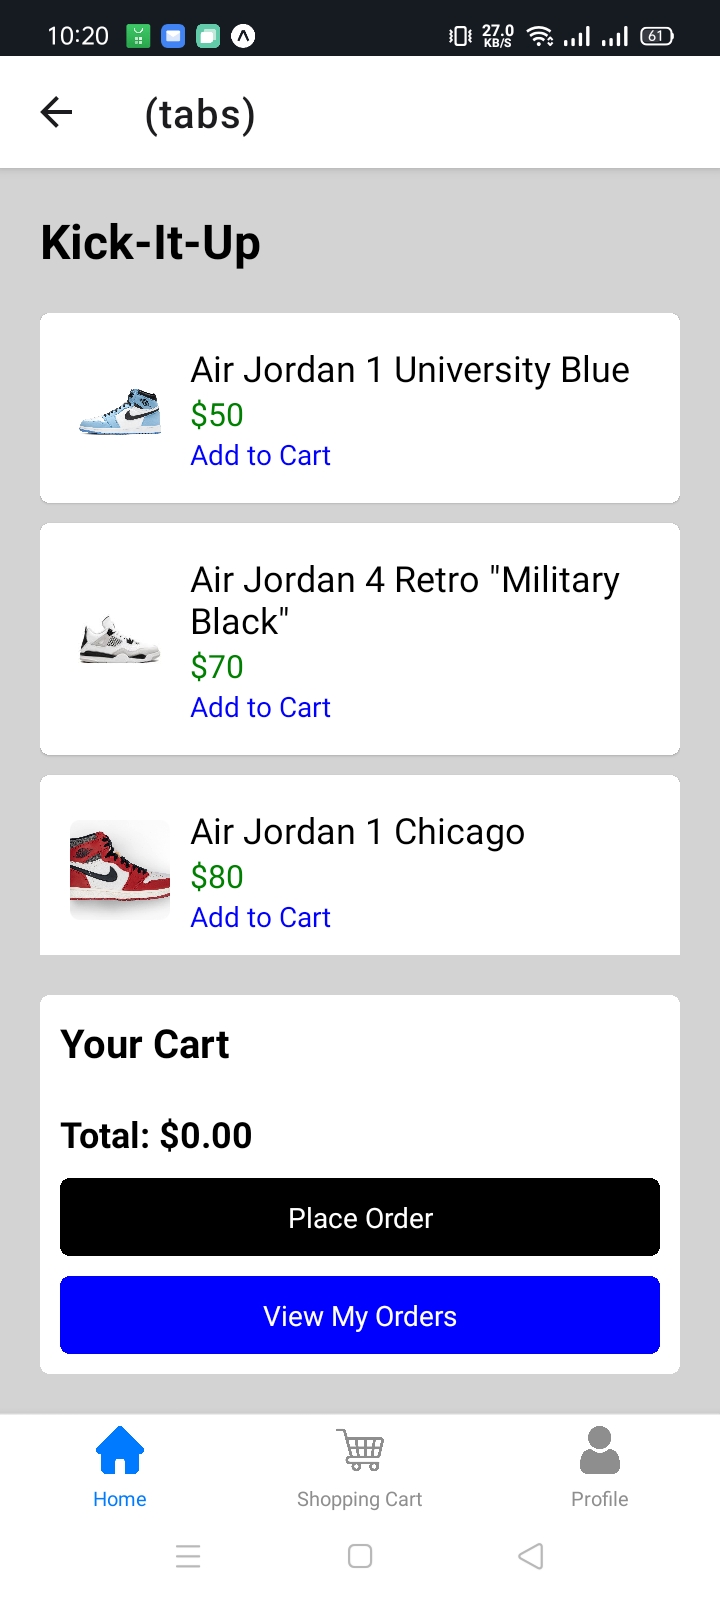 10:20
27.0
KB/S
61
(tabs)
Kick-It-Up
Air Jordan 1 University Blue
$50
Add to Cart
Air Jordan 4 Retro "Military
Black"
$70
Add to Cart
Air Jordan 1 Chicago
$80
Add to Cart
Your Cart
Total: $0.00
Place Order
View My Orders
Home
Shopping Cart
Profile